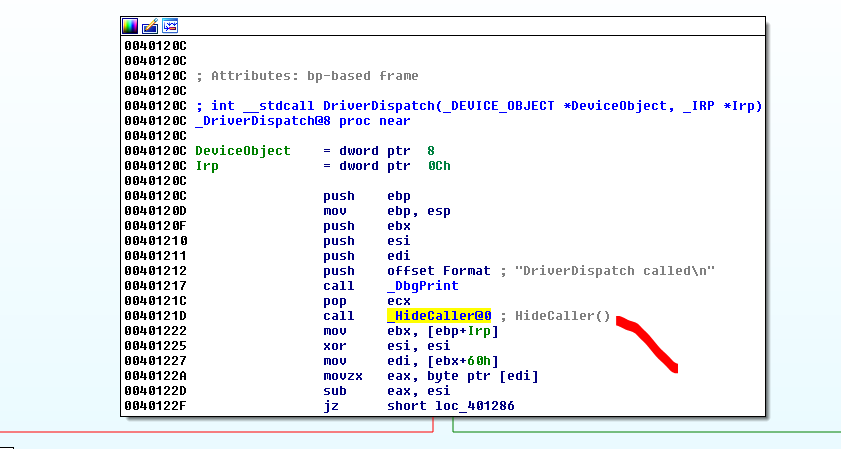 0040120C
0040120C
0040120C ; Attributes: bp-based frame
0040120C
0040120C ; int __stdcall DriverDispatch(_DEVICE_OBJECT *DeviceObject, _IRP *Irp)
0040120C _DriverDispatch@8 proc near
0040120C
0040120C DeviceObject = dword ptr 8
0040120C Irp = dword ptr 0Ch
0040120C
0040120C push ebp
0040120D mov ebp, esp
0040120F push ebx
00401210 push esi
00401211 push edi
00401212 push offset Format ; "DriverDispatch called\n"
00401217 call _DbgPrint
0040121C pop ecx
0040121D call _HideCaller@0 ; HideCaller()
00401222 mov ebx, [ebp+Irp]
00401225 xor esi, esi
00401227 mov edi, [ebx+60h]
0040122A movzx eax, byte ptr [edi]
0040122D sub eax, esi
0040122F jz short loc_401286